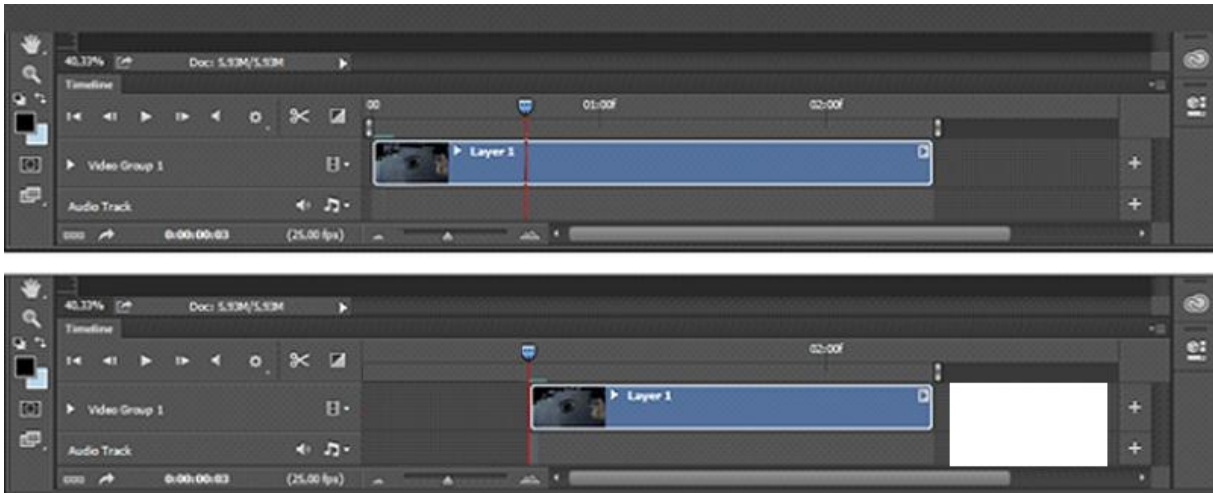 40.33% Doc: 5.93M/5.93M
Timeline
00 01:00f 02:00f
Layer 1
Video Group 1
Audio Track
0:00:00:03 (25.00 fps)
40.33% Doc: 5.93M/5.93M
Timeline
02:00f
Layer 1
Video Group 1
Audio Track
0:00:00:03 (25.00 fps)